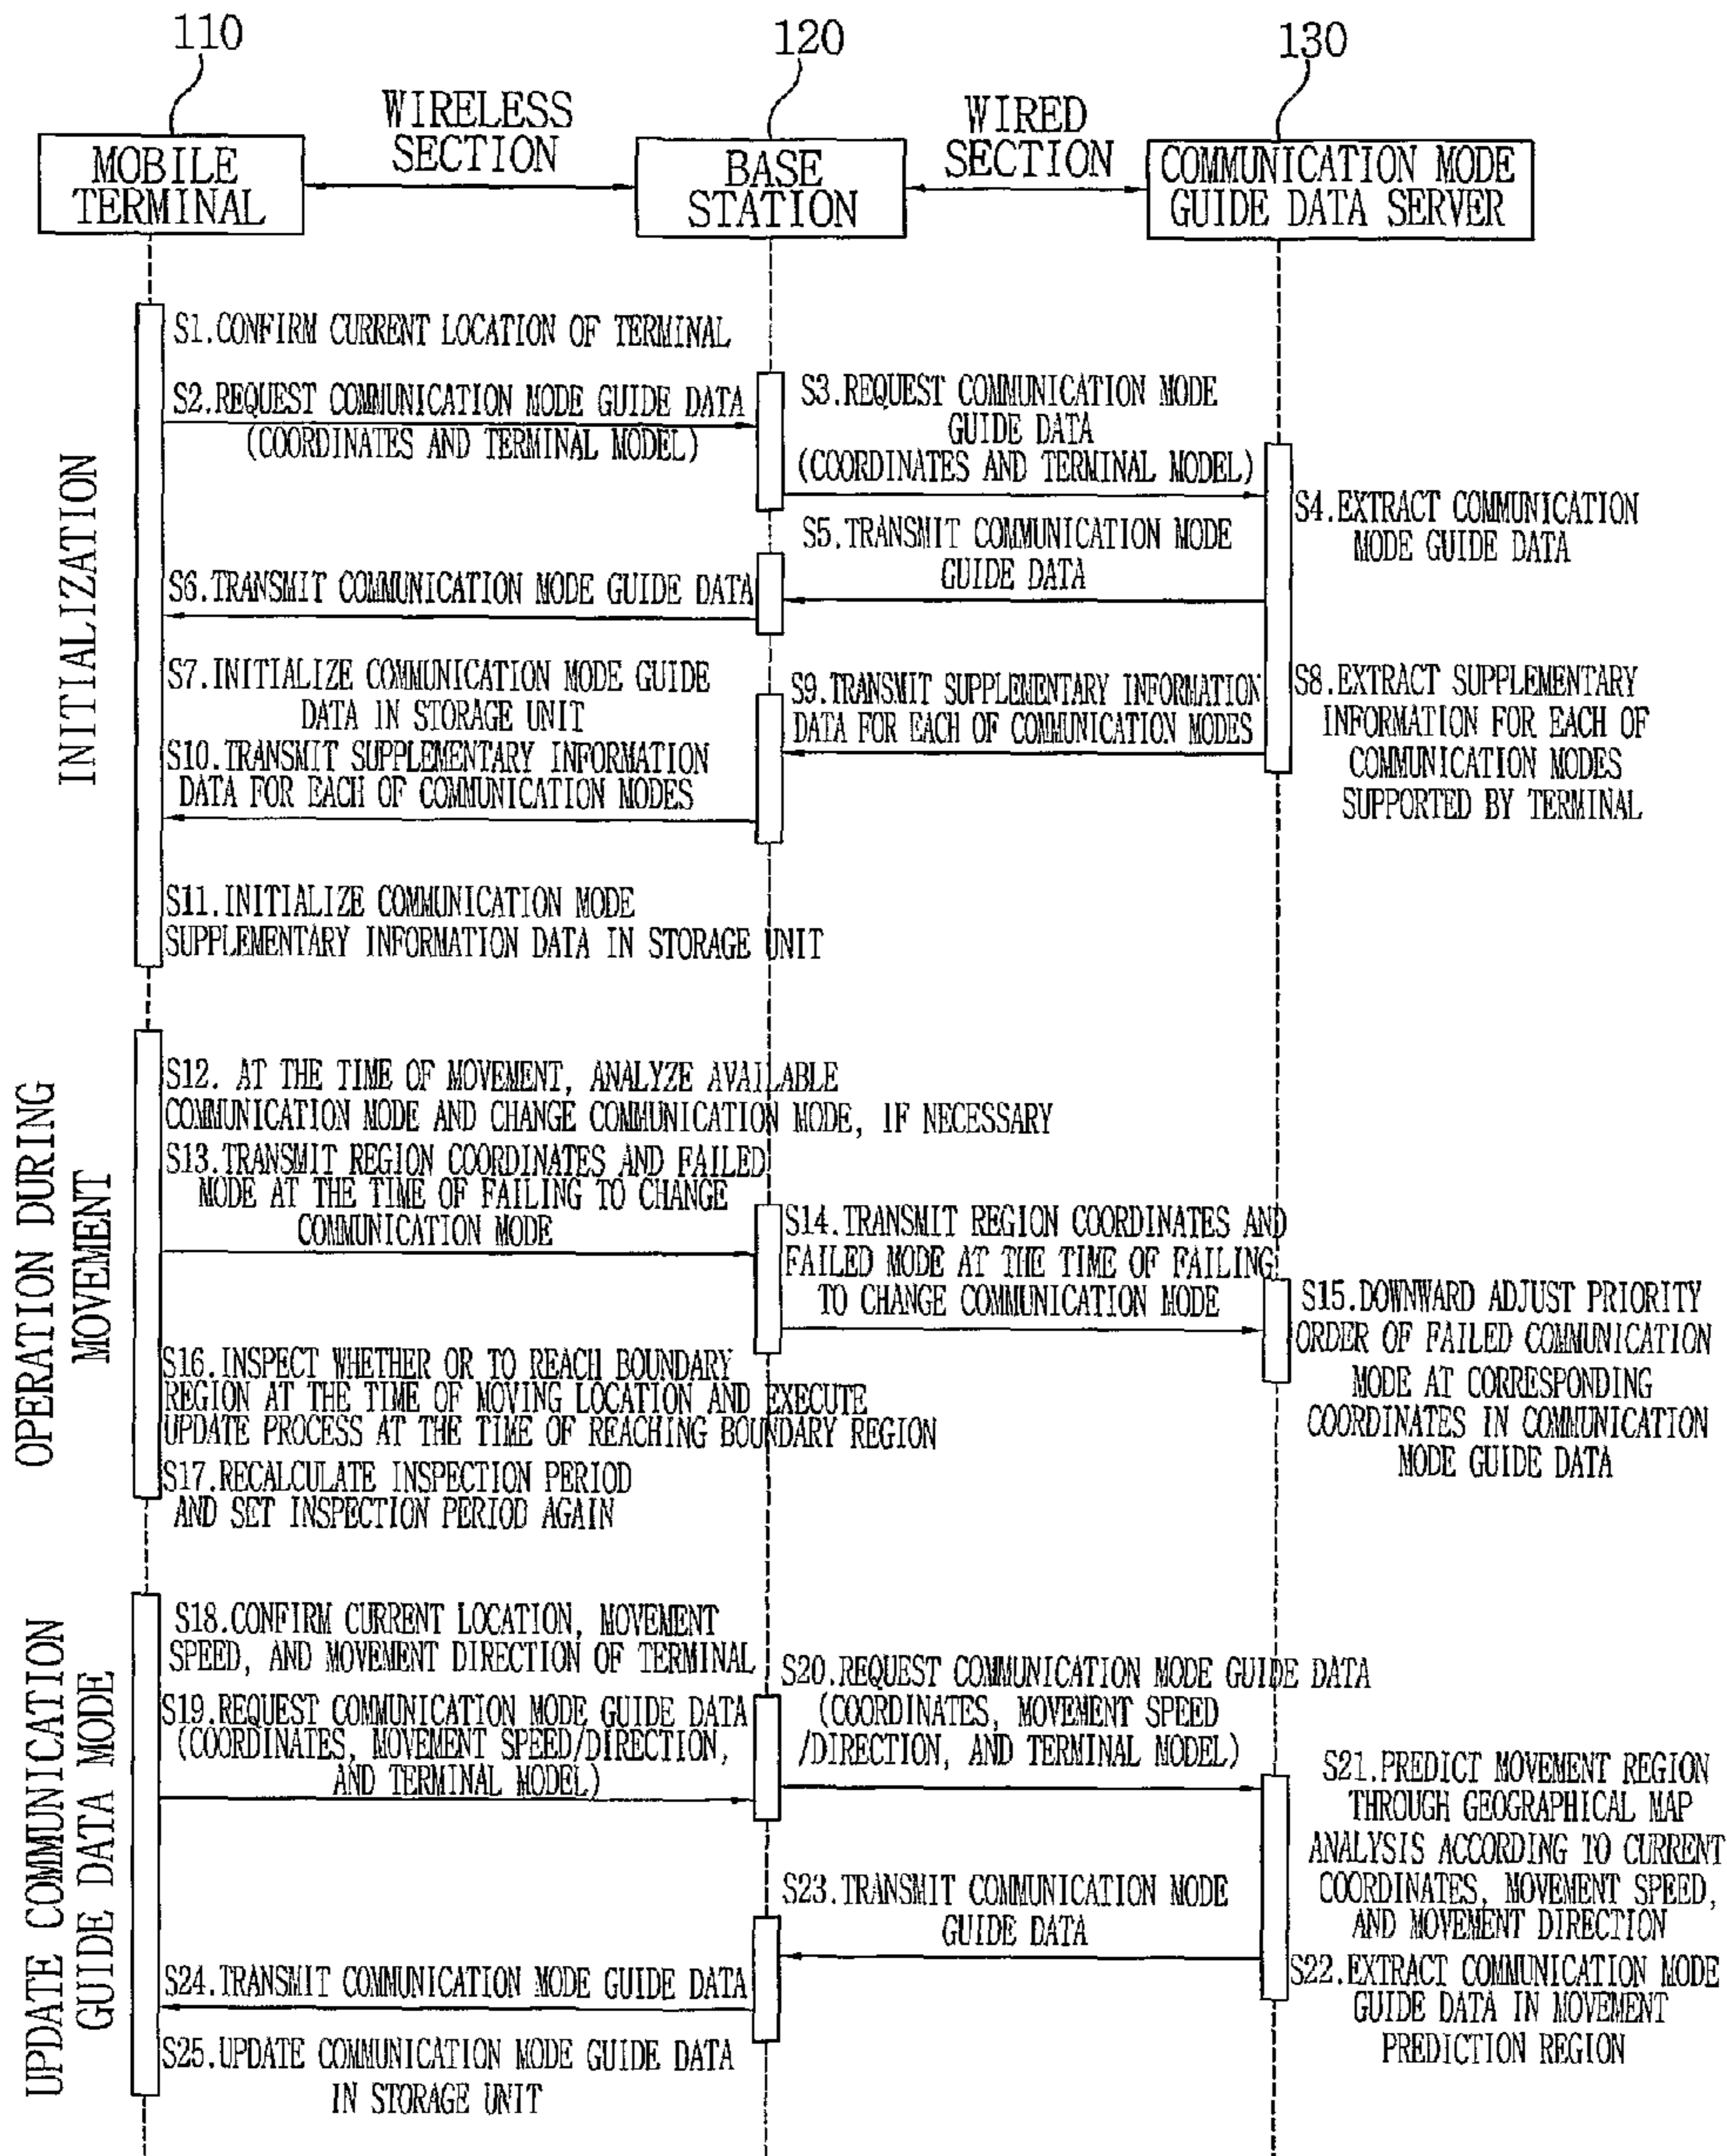 110
120
130
WIRELESS
SECTION
WIRED
SECTION
MOBILE
TERMINAL
BASE
STATION
COMMUNICATION MODE
GUIDE DATA SERVER
INITIALIZATION
S1.CONFIRM CURRENT LOCATION OF TERMINAL
S2.REQUEST COMMUNICATION MODE GUIDE DATA
(COORDINATES AND TERMINAL MODEL)
S3.REQUEST COMMUNICATION MODE
GUIDE DATA
(COORDINATES AND TERMINAL MODEL)
S4.EXTRACT COMMUNICATION
MODE GUIDE DATA
S5.TRANSMIT COMMUNICATION MODE
GUIDE DATA
S6.TRANSMIT COMMUNICATION MODE GUIDE DATA
S7.INITIALIZE COMMUNICATION MODE GUIDE
DATA IN STORAGE UNIT
S8.EXTRACT SUPPLEMENTARY
INFORMATION FOR EACH OF
COMMUNICATION MODES
SUPPORTED BY TERMINAL
S9.TRANSMIT SUPPLEMENTARY INFORMATION
DATA FOR EACH OF COMMUNICATION MODES
S10.TRANSMIT SUPPLEMENTARY INFORMATION
DATA FOR EACH OF COMMUNICATION MODES
S11.INITIALIZE COMMUNICATION MODE
SUPPLEMENTARY INFORMATION DATA IN STORAGE UNIT
OPERATION DURING
MOVEMENT
S12. AT THE TIME OF MOVEMENT, ANALYZE AVAILABLE
COMMUNICATION MODE AND CHANGE COMMUNICATION MODE, IF NECESSARY
S13.TRANSMIT REGION COORDINATES AND FAILED
MODE AT THE TIME OF FAILING TO CHANGE
COMMUNICATION MODE
S14.TRANSMIT REGION COORDINATES AND
FAILED MODE AT THE TIME OF FAILING
TO CHANGE COMMUNICATION MODE
S15.DOWNWARD ADJUST PRIORITY
ORDER OF FAILED COMMUNICATION
MODE AT CORRESPONDING
COORDINATES IN COMMUNICATION
MODE GUIDE DATA
S16.INSPECT WHETHER OR TO REACH BOUNDARY
REGION AT THE TIME OF MOVING LOCATION AND EXECUTE
UPDATE PROCESS AT THE TIME OF REACHING BOUNDARY REGION
S17.RECALCULATE INSPECTION PERIOD
AND SET INSPECTION PERIOD AGAIN
UPDATE COMMUNICATION
GUIDE DATA MODE
S18.CONFIRM CURRENT LOCATION, MOVEMENT
SPEED, AND MOVEMENT DIRECTION OF TERMINAL
S19.REQUEST COMMUNICATION MODE GUIDE DATA
(COORDINATES, MOVEMENT SPEED/DIRECTION,
AND TERMINAL MODEL)
S20.REQUEST COMMUNICATION MODE GUIDE DATA
(COORDINATES, MOVEMENT SPEED
/DIRECTION, AND TERMINAL MODEL)
S21.PREDICT MOVEMENT REGION
THROUGH GEOGRAPHICAL MAP
ANALYSIS ACCORDING TO CURRENT
COORDINATES, MOVEMENT SPEED,
AND MOVEMENT DIRECTION
S22.EXTRACT COMMUNICATION MODE
GUIDE DATA IN MOVEMENT
PREDICTION REGION
S23.TRANSMIT COMMUNICATION MODE
GUIDE DATA
S24.TRANSMIT COMMUNICATION MODE GUIDE DATA
S25.UPDATE COMMUNICATION MODE GUIDE DATA
IN STORAGE UNIT